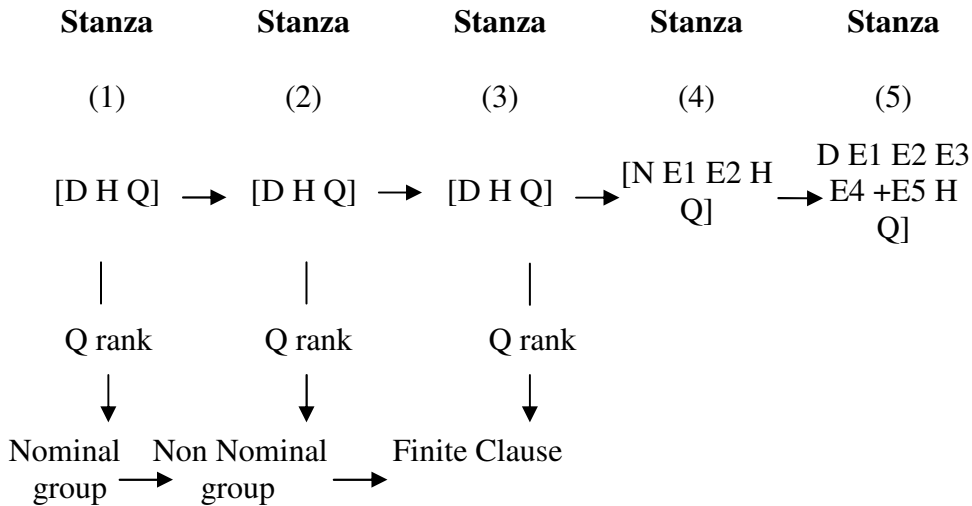 Stanza Stanza Stanza Stanza Stanza
(1) (2) (3) (4) (5)
[D H Q] [D H Q] [D H Q] [N E1 E2 H Q] D E1 E2 E3 E4 +E5 H Q]
Q rank Q rank Q rank
Nominal group Non Nominal group Finite Clause